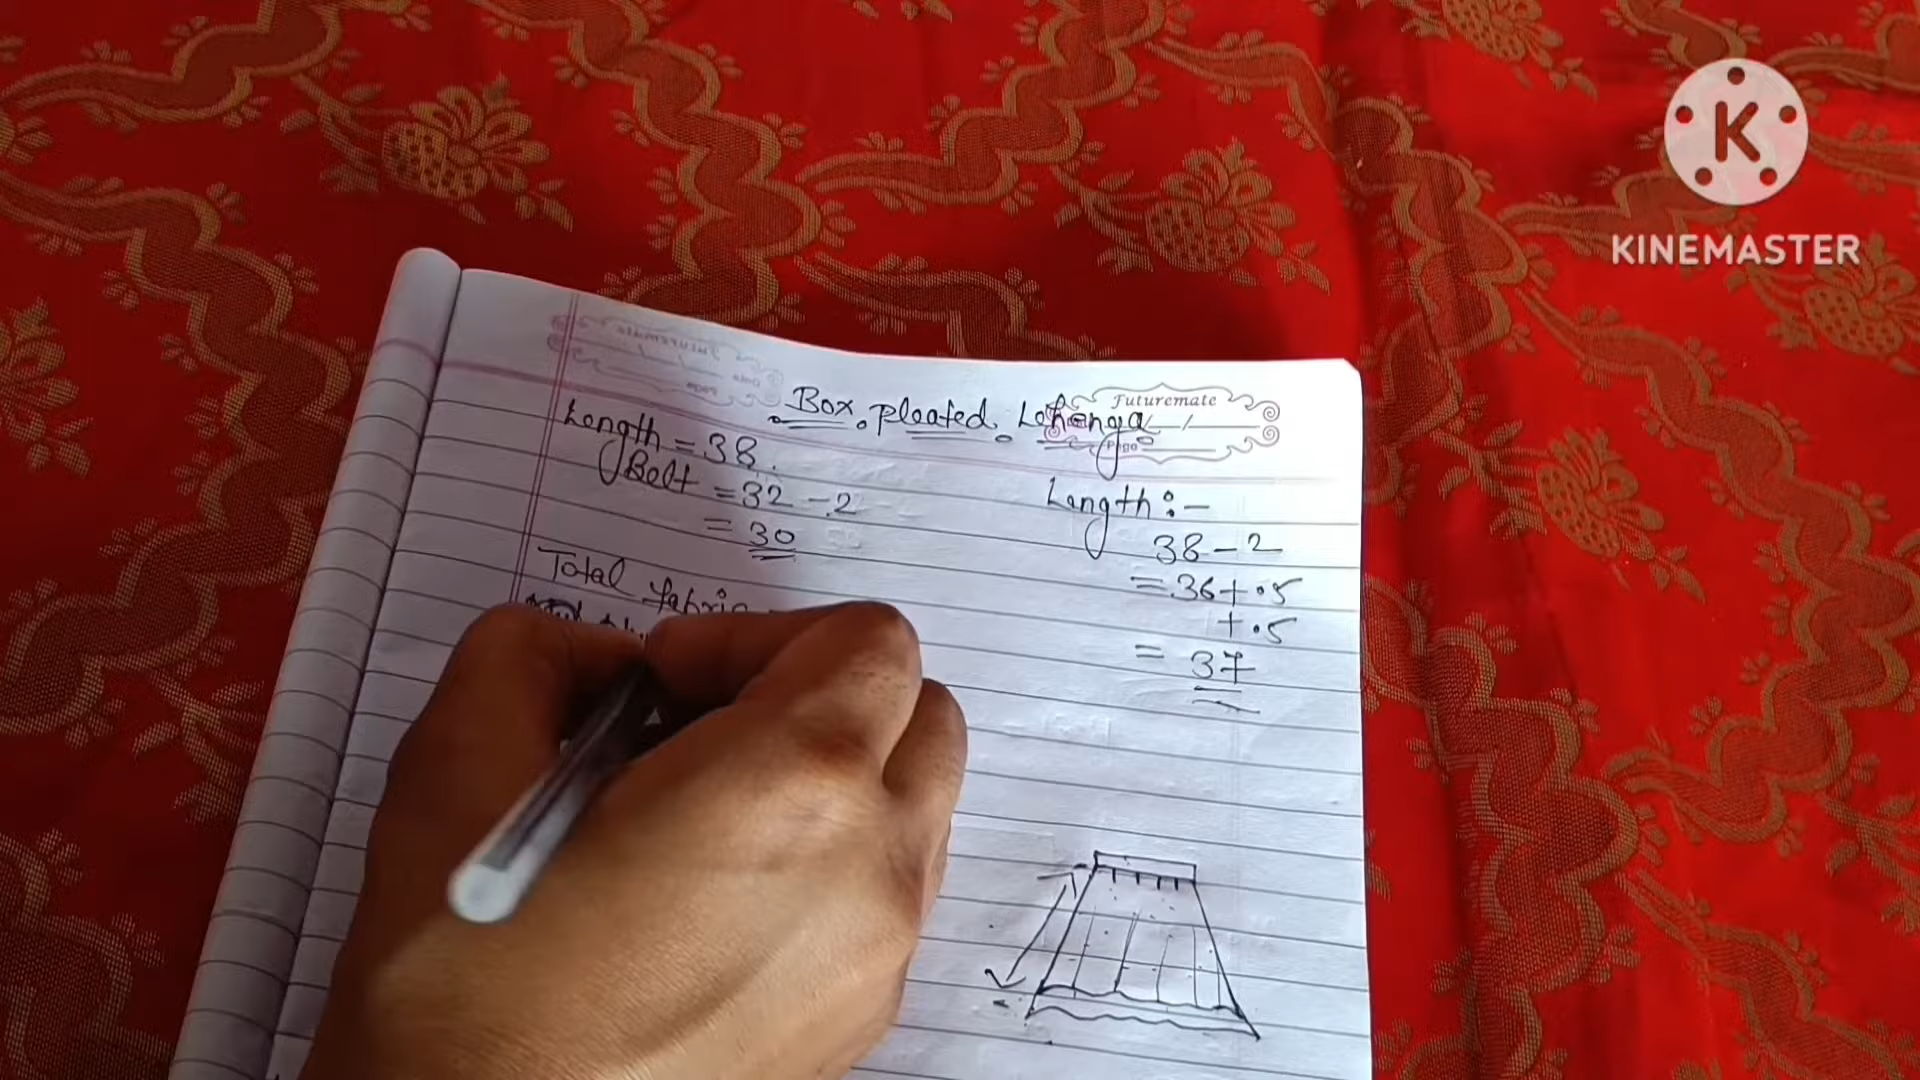 K
KINEMASTER
Futuremate
Box pleated Lehenga
Length = 38.
Belt = 32 - 2
= 30
Total fabric
Length :-
38 - 2
= 36 + .5
+ .5
= 37